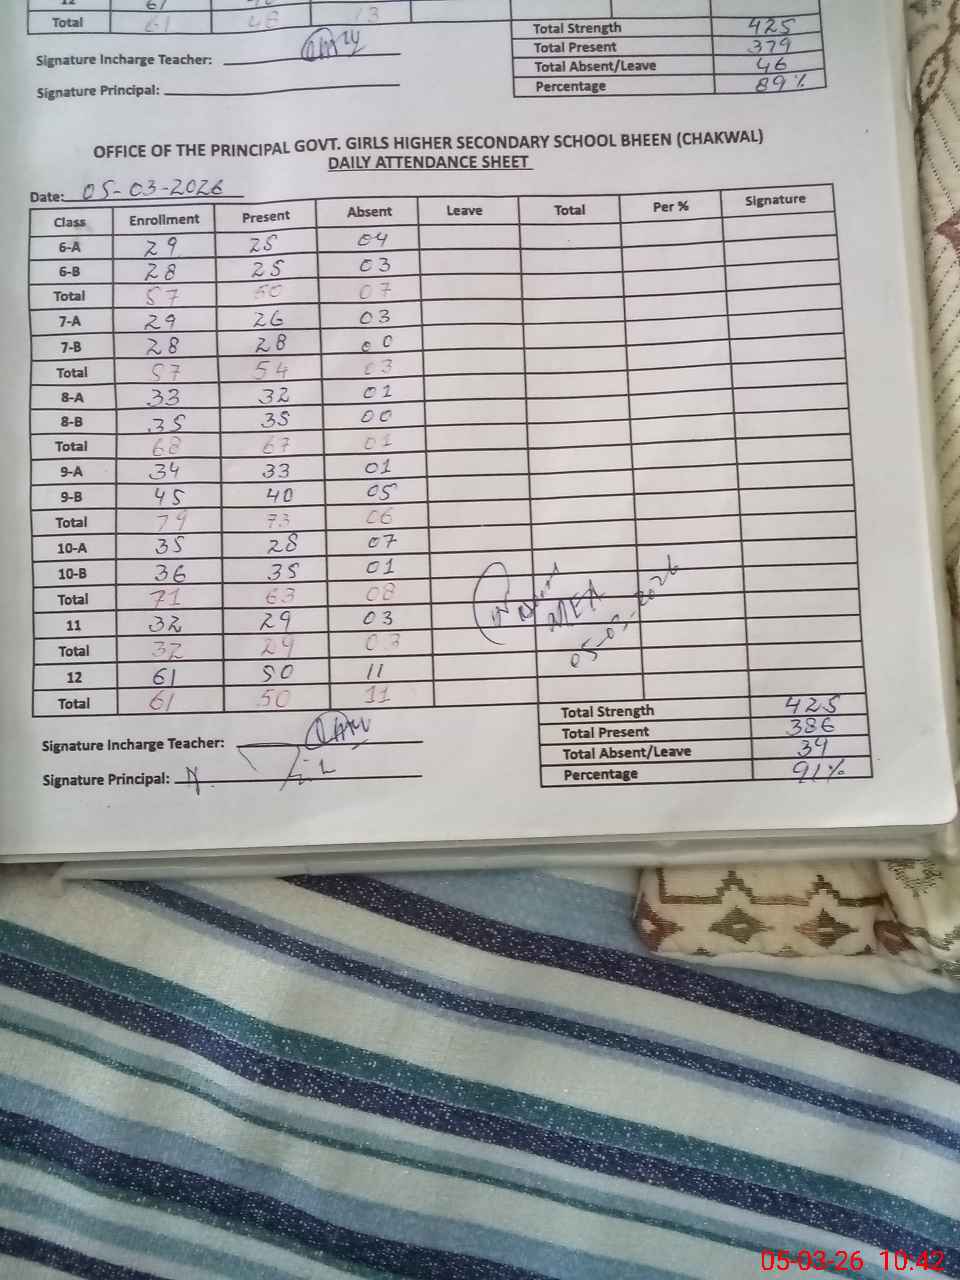 12 61
Total 61 48 13
Total Strength 425
Total Present 379
Signature Incharge Teacher:
Total Absent/Leave 46
Signature Principal:
Percentage 89%
OFFICE OF THE PRINCIPAL GOVT. GIRLS HIGHER SECONDARY SCHOOL BHEEN (CHAKWAL)
DAILY ATTENDANCE SHEET
Date: 05-03-2026
Class Enrollment Present Absent Leave Total Per % Signature
6-A 29 25 04
6-B 28 25 03
Total 57 50 07
7-A 29 26 03
7-B 28 28 00
Total 57 54 03
8-A 33 32 01
8-B 35 35 00
Total 68 67 01
9-A 34 33 01
9-B 45 40 05
Total 79 73 06
10-A 35 28 07
10-B 36 35 01
Total 71 63 08
11 32 29 03
Total 32 29 03
12 61 50 11
Total 61 50 11
MEA
05-03-2026
Total Strength 425
Total Present 386
Signature Incharge Teacher:
Total Absent/Leave 39
Signature Principal:
Percentage 91%
05-03-26 10:42